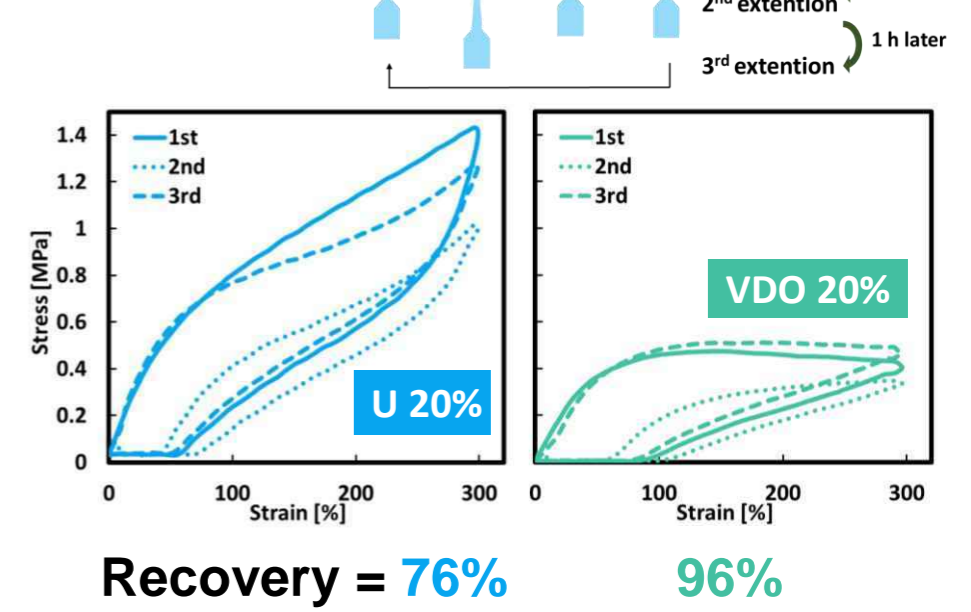 2nd extention
1 h later
3rd extention
1.4
1.2
1
0.8
0.6
0.4
0.2
0
Stress [MPa]
1st
2nd
3rd
U 20%
0 100 200 300
Strain [%]
1st
2nd
3rd
VDO 20%
0 100 200 300
Strain [%]
Recovery = 76% 96%